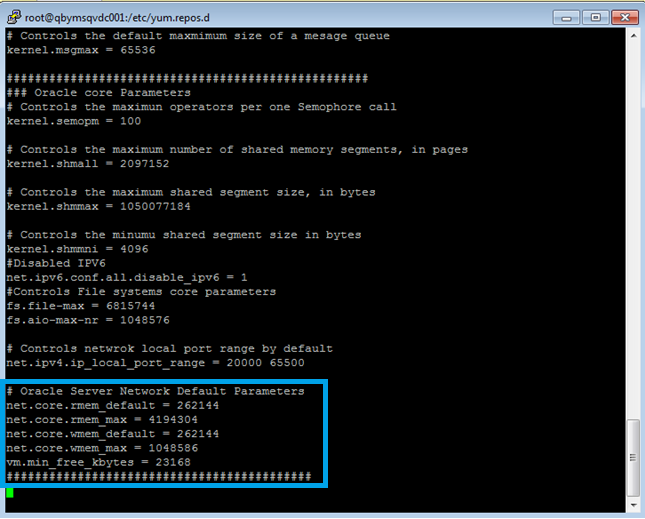 root@qbymsqvdc001:/etc/yum.repos.d
# Controls the default maxmimum size of a mesage queue
kernel.msgmax = 65536
###################################################
### Oracle core Parameters
# Controls the maximun operators per one Semophore call
kernel.semopm = 100
# Controls the maximum number of shared memory segments, in pages
kernel.shmall = 2097152
# Controls the maximum shared segment size, in bytes
kernel.shmmax = 1050077184
# Controls the minumu shared segment size in bytes
kernel.shmmni = 4096
#Disabled IPV6
net.ipv6.conf.all.disable_ipv6 = 1
#Controls File systems core parameters
fs.file-max = 6815744
fs.aio-max-nr = 1048576
# Controls netwrok local port range by default
net.ipv4.ip_local_port_range = 20000 65500
# Oracle Server Network Default Parameters
net.core.rmem_default = 262144
net.core.rmem_max = 4194304
net.core.wmem_default = 262144
net.core.wmem_max = 1048586
vm.min_free_kbytes = 23168
###########################################